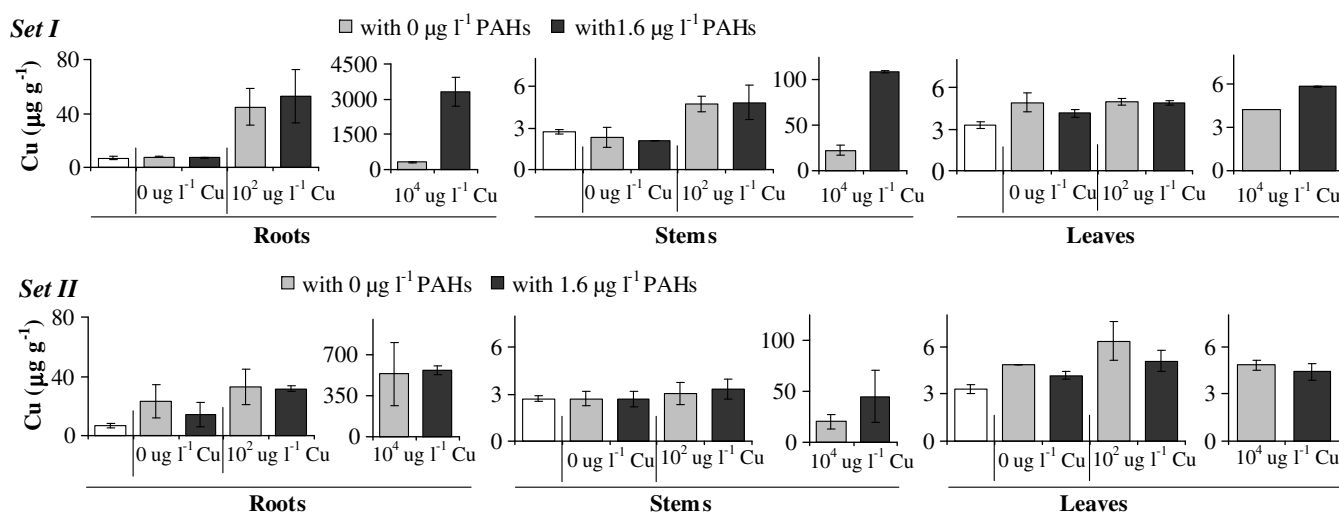 Set I
with 0 µg l⁻¹ PAHs with1.6 µg l⁻¹ PAHs
Cu (µg g⁻¹)
80
40
0
0 ug l⁻¹ Cu 10² ug l⁻¹ Cu
4500
3000
1500
0
10⁴ ug l⁻¹ Cu
Roots
6
3
0
0 ug l⁻¹ Cu 10² ug l⁻¹ Cu
100
50
0
10⁴ ug l⁻¹ Cu
Stems
6
3
0
0 ug l⁻¹ Cu 10² ug l⁻¹ Cu
6
3
0
10⁴ ug l⁻¹ Cu
Leaves
Set II
with 0 µg l⁻¹ PAHs with 1.6 µg l⁻¹ PAHs
Cu (µg g⁻¹)
80
40
0
0 ug l⁻¹ Cu 10² ug l⁻¹ Cu
700
350
0
10⁴ ug l⁻¹ Cu
Roots
6
3
0
0 ug l⁻¹ Cu 10² ug l⁻¹ Cu
100
50
0
10⁴ ug l⁻¹ Cu
Stems
6
3
0
0 ug l⁻¹ Cu 10² ug l⁻¹ Cu
6
3
0
10⁴ ug l⁻¹ Cu
Leaves